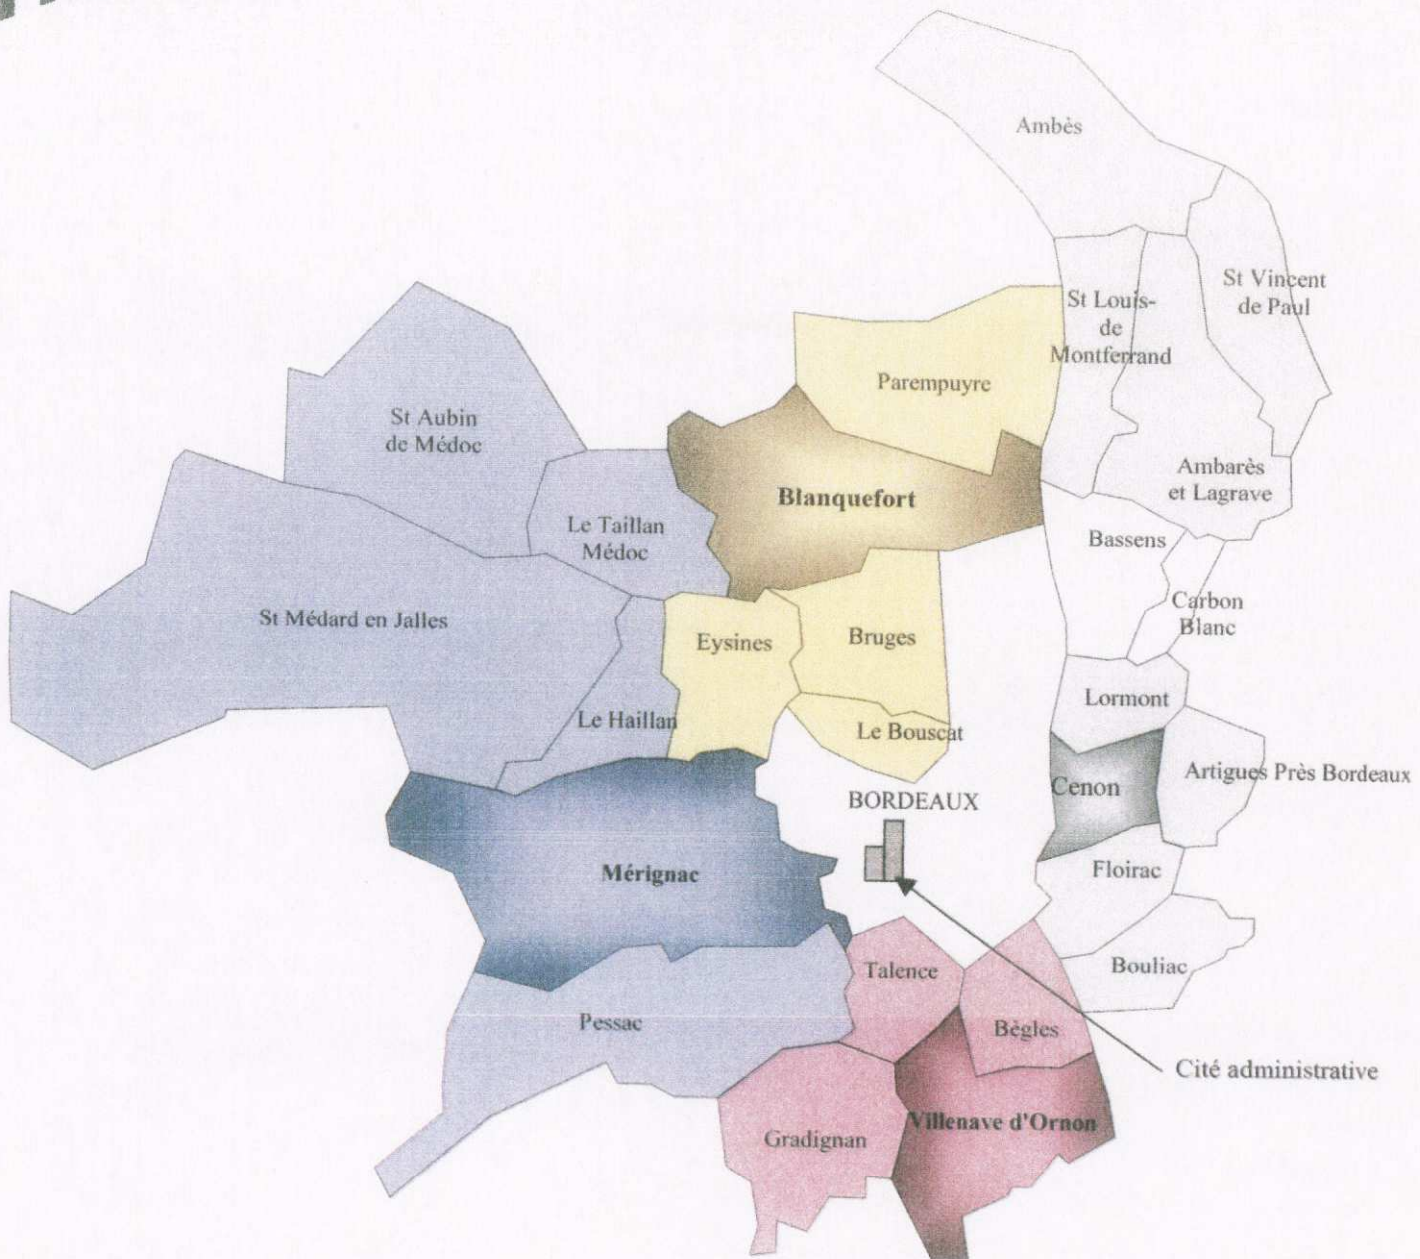 Ambès
St Vincent
de Paul
St Louis-
de
Montferrand
Parempuyre
St Aubin
de Médoc
Ambarès
et Lagrave
Blanquefort
Le Taillan
Médoc
Bassens
Carbon
Blanc
St Médard en Jalles
Eysines
Bruges
Lormont
Le Haillan
Le Bouscat
Artigues Près Bordeaux
Cenon
BORDEAUX
Mérignac
Floirac
Talence
Bouliac
Pessac
Bègles
Cité administrative
Villenave d'Ornon
Gradignan